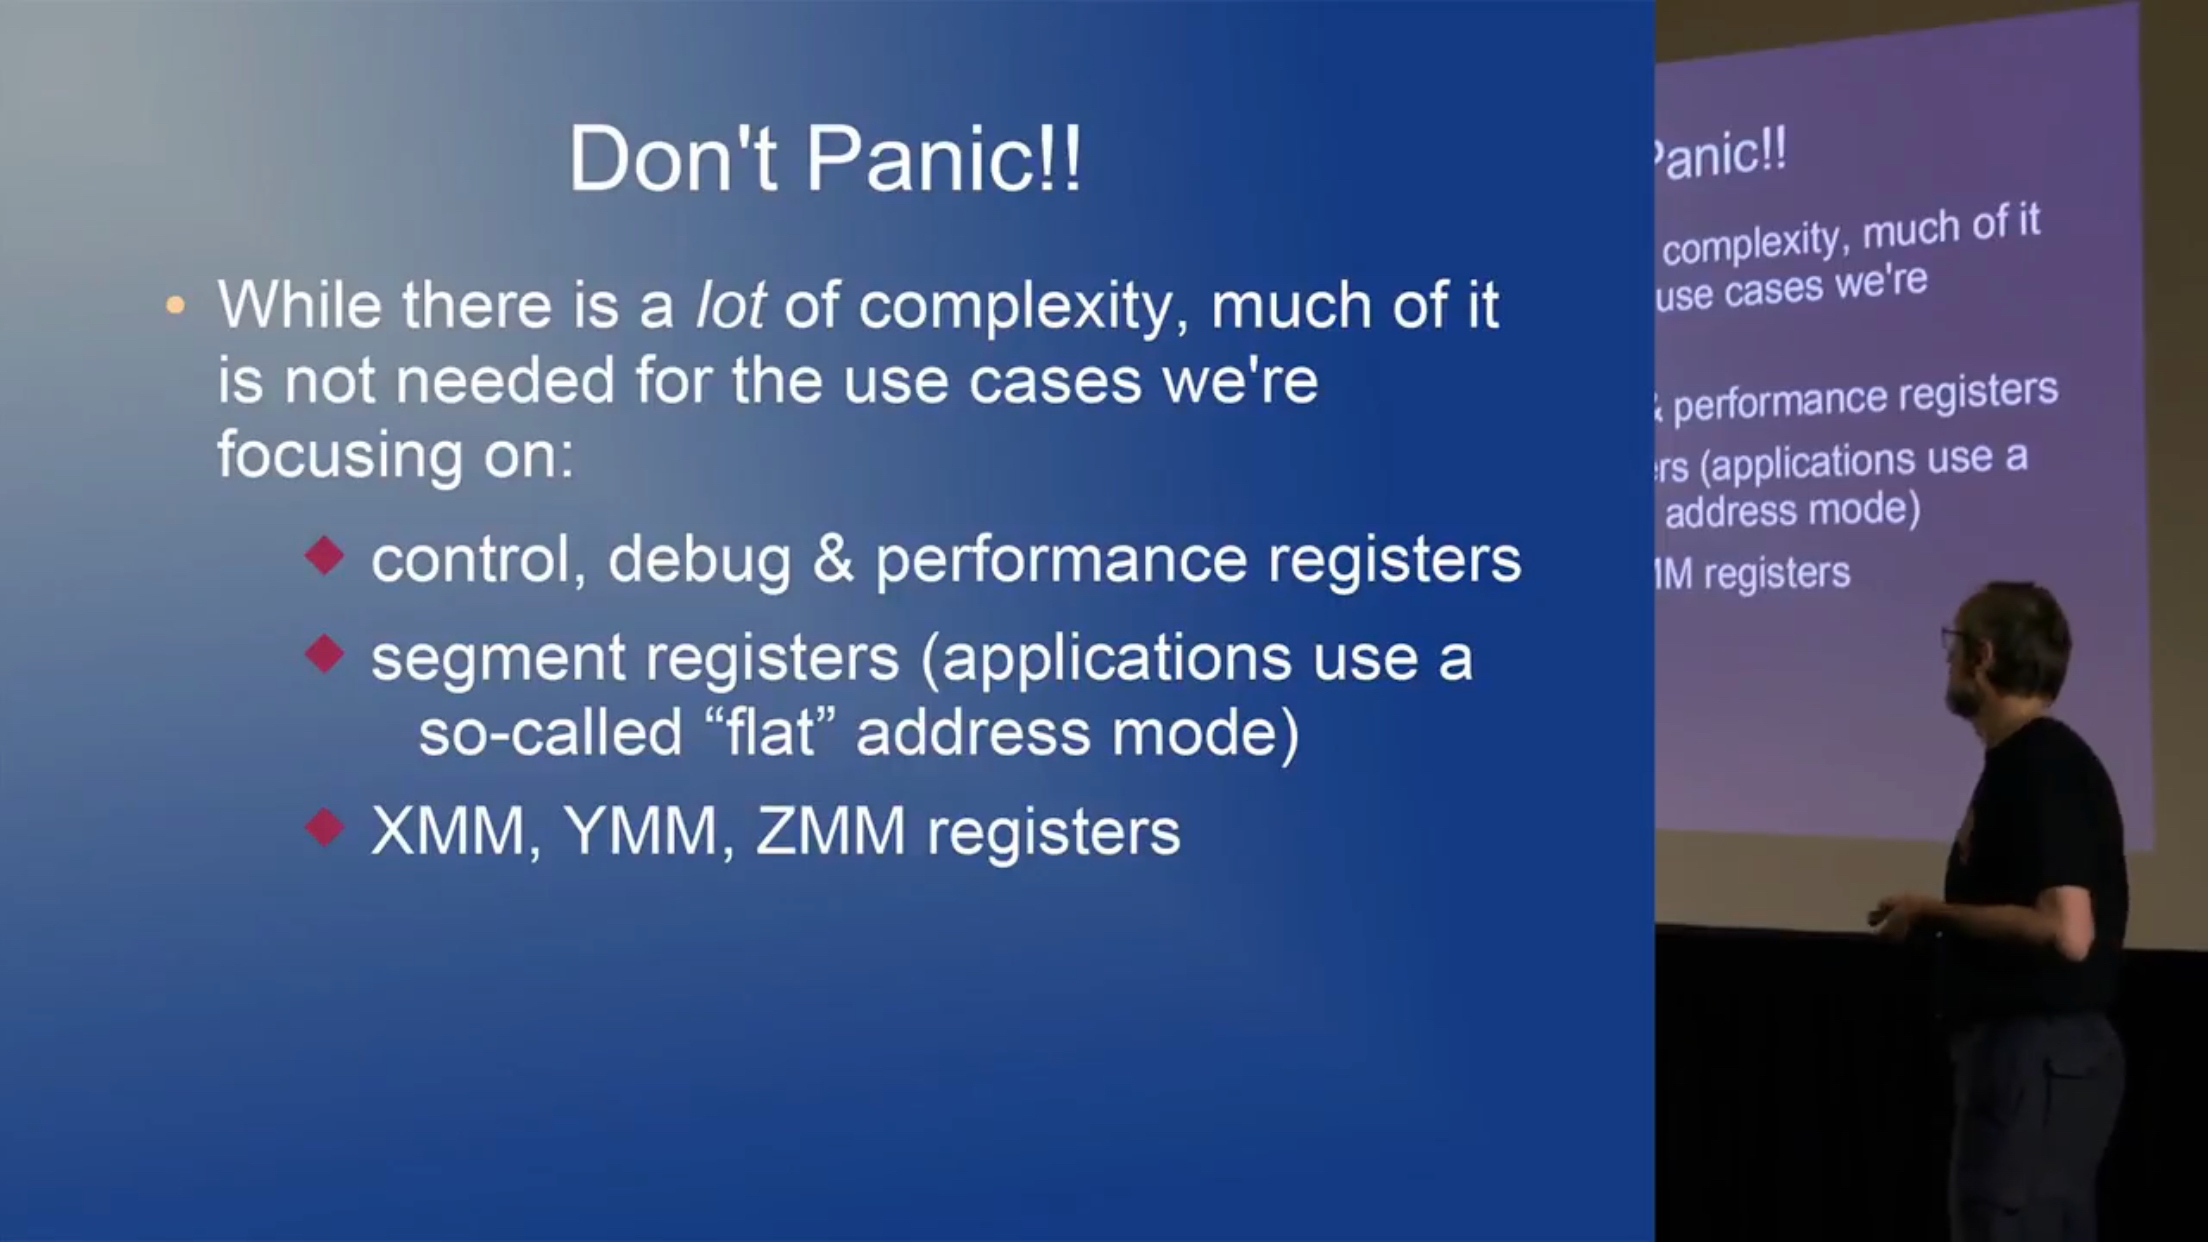 Don't Panic!!
• While there is a lot of complexity, much of it
is not needed for the use cases we're
focusing on:
◆ control, debug & performance registers
◆ segment registers (applications use a
so-called “flat” address mode)
◆ XMM, YMM, ZMM registers
Panic!!
complexity, much of it
use cases we're
& performance registers
ers (applications use a
address mode)
MM registers